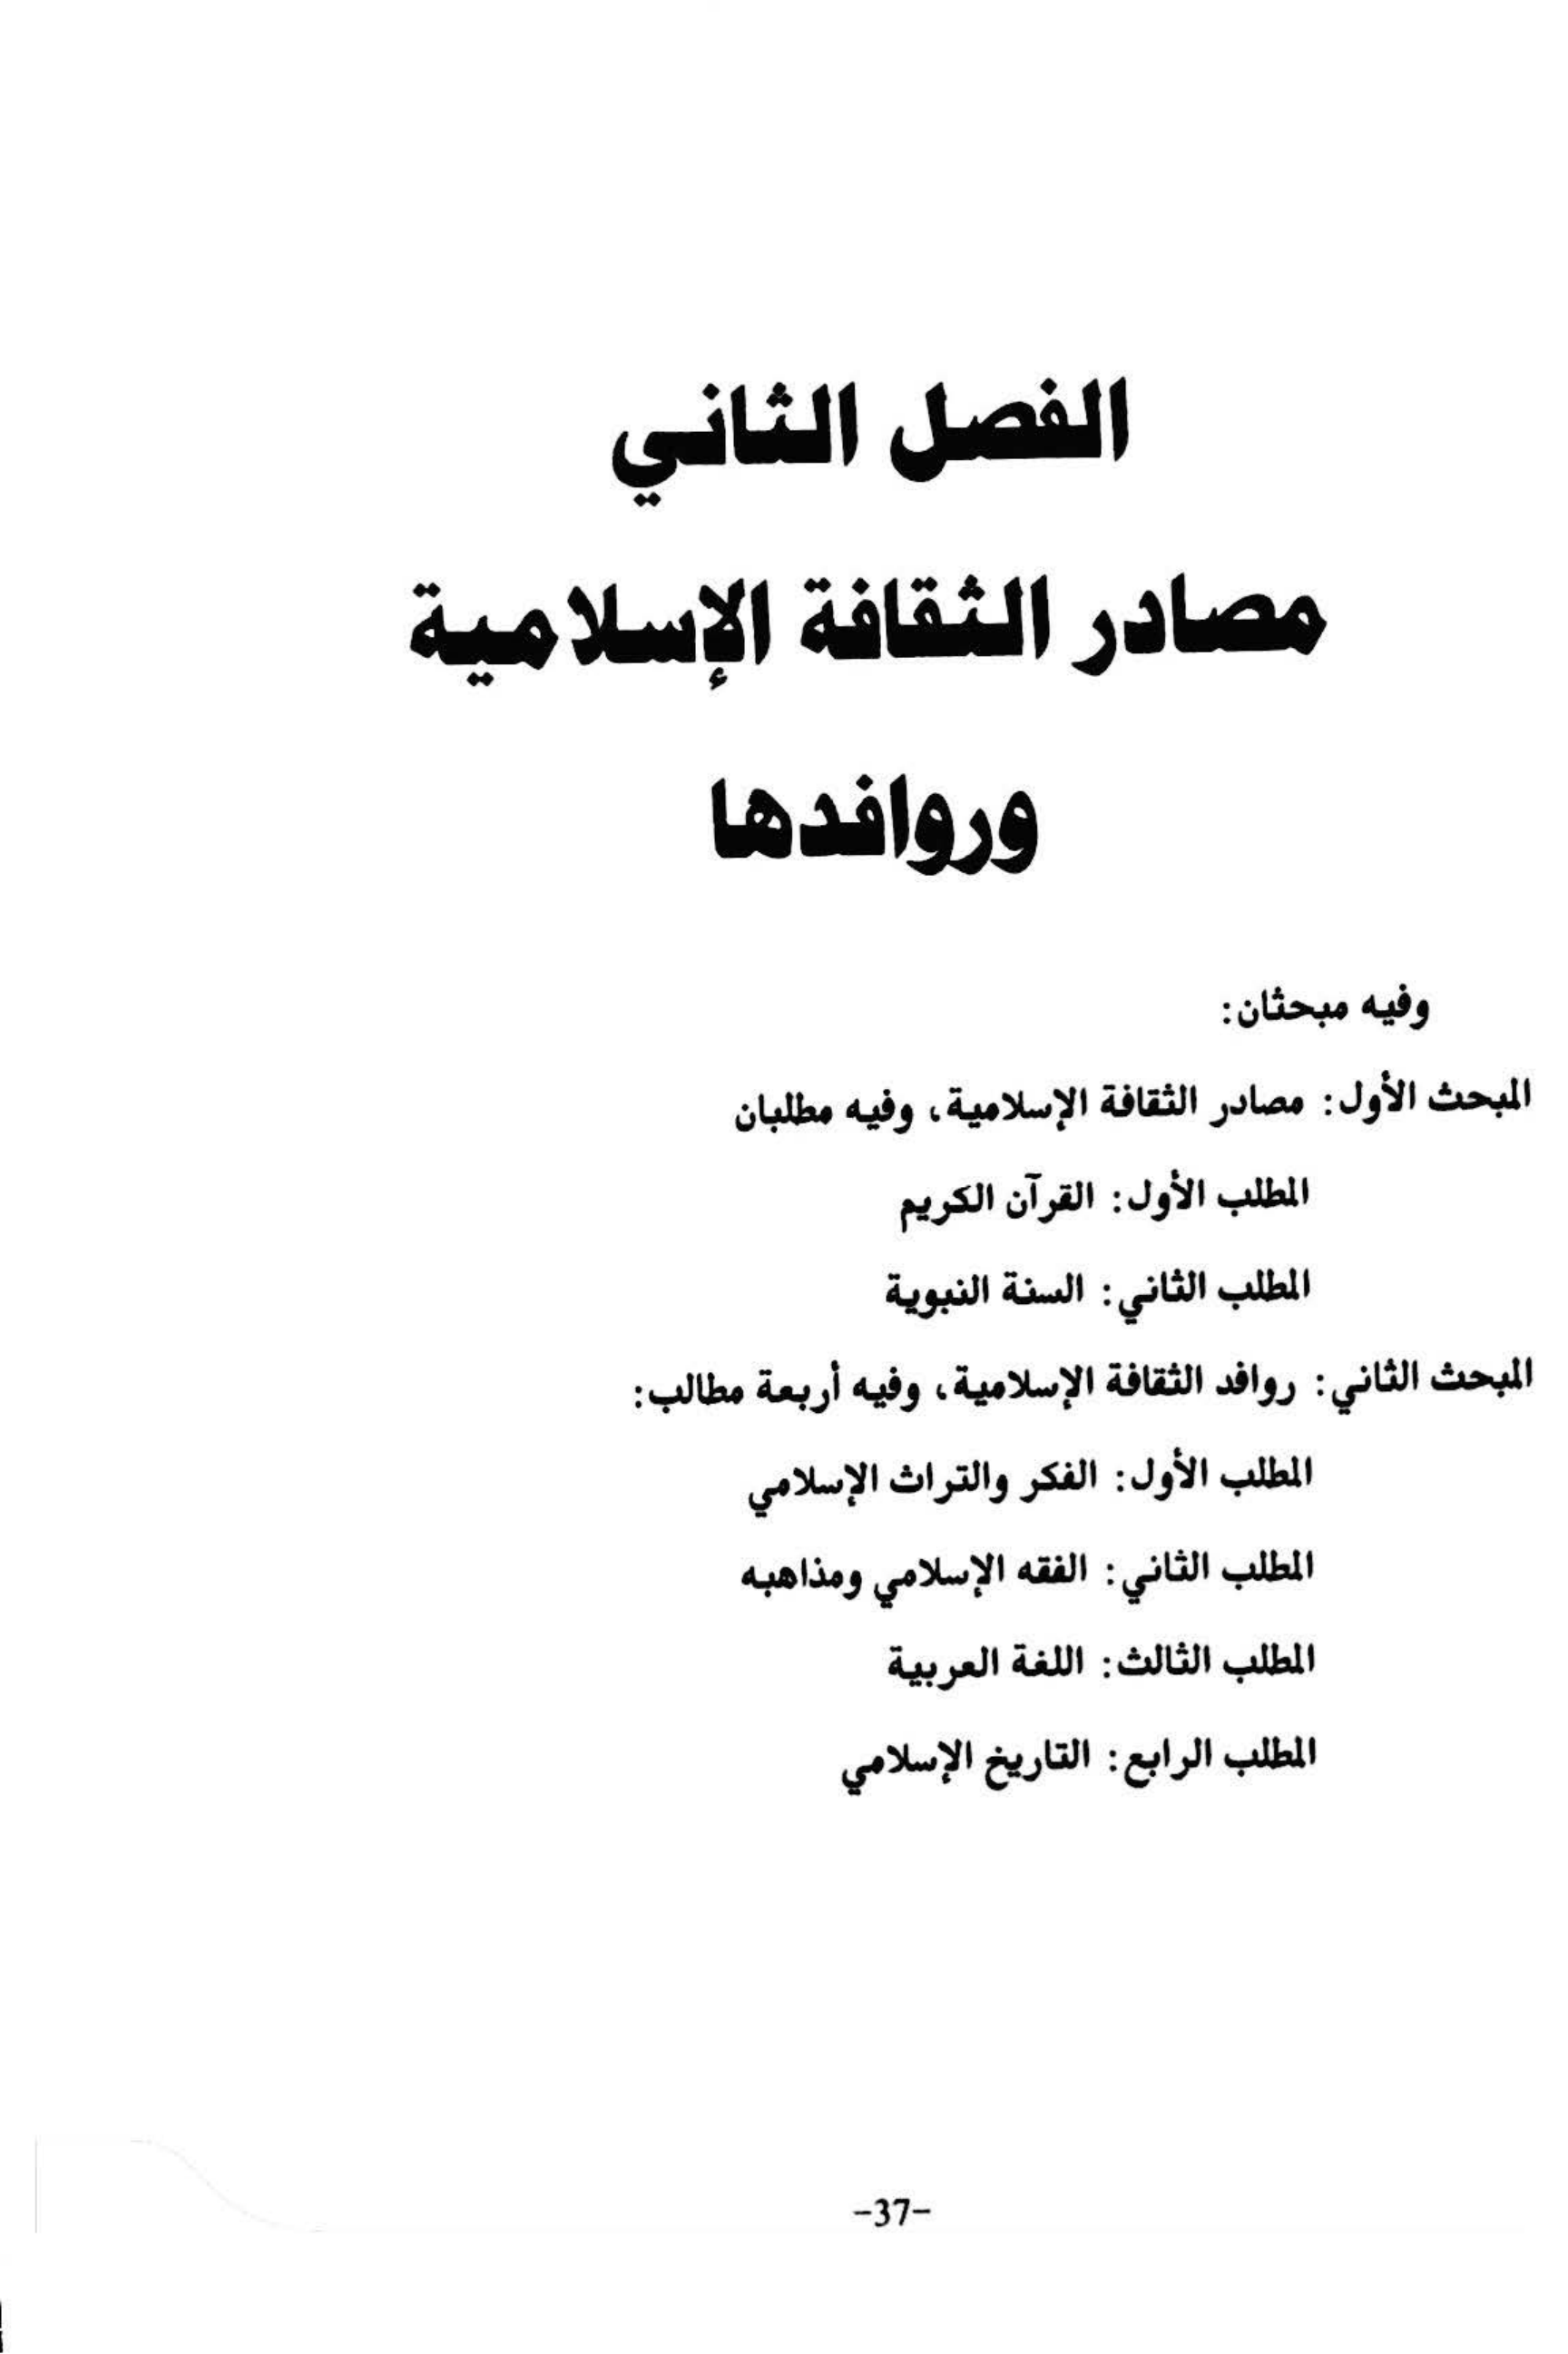 الفصل الثاني
مصادر الثقافة الإسلامية
وروافدها
وفيه مبحثان:
المبحث الأول: مصادر الثقافة الإسلامية، وفيه مطلبان
المطلب الأول: القرآن الكريم
المطلب الثاني: السنة النبوية
المبحث الثاني: روافد الثقافة الإسلامية، وفيه أربعة مطالب:
المطلب الأول: الفكر والتراث الإسلامي
المطلب الثاني: الفقه الإسلامي ومذاهبه
المطلب الثالث: اللغة العربية
المطلب الرابع: التاريخ الإسلامي
-37-